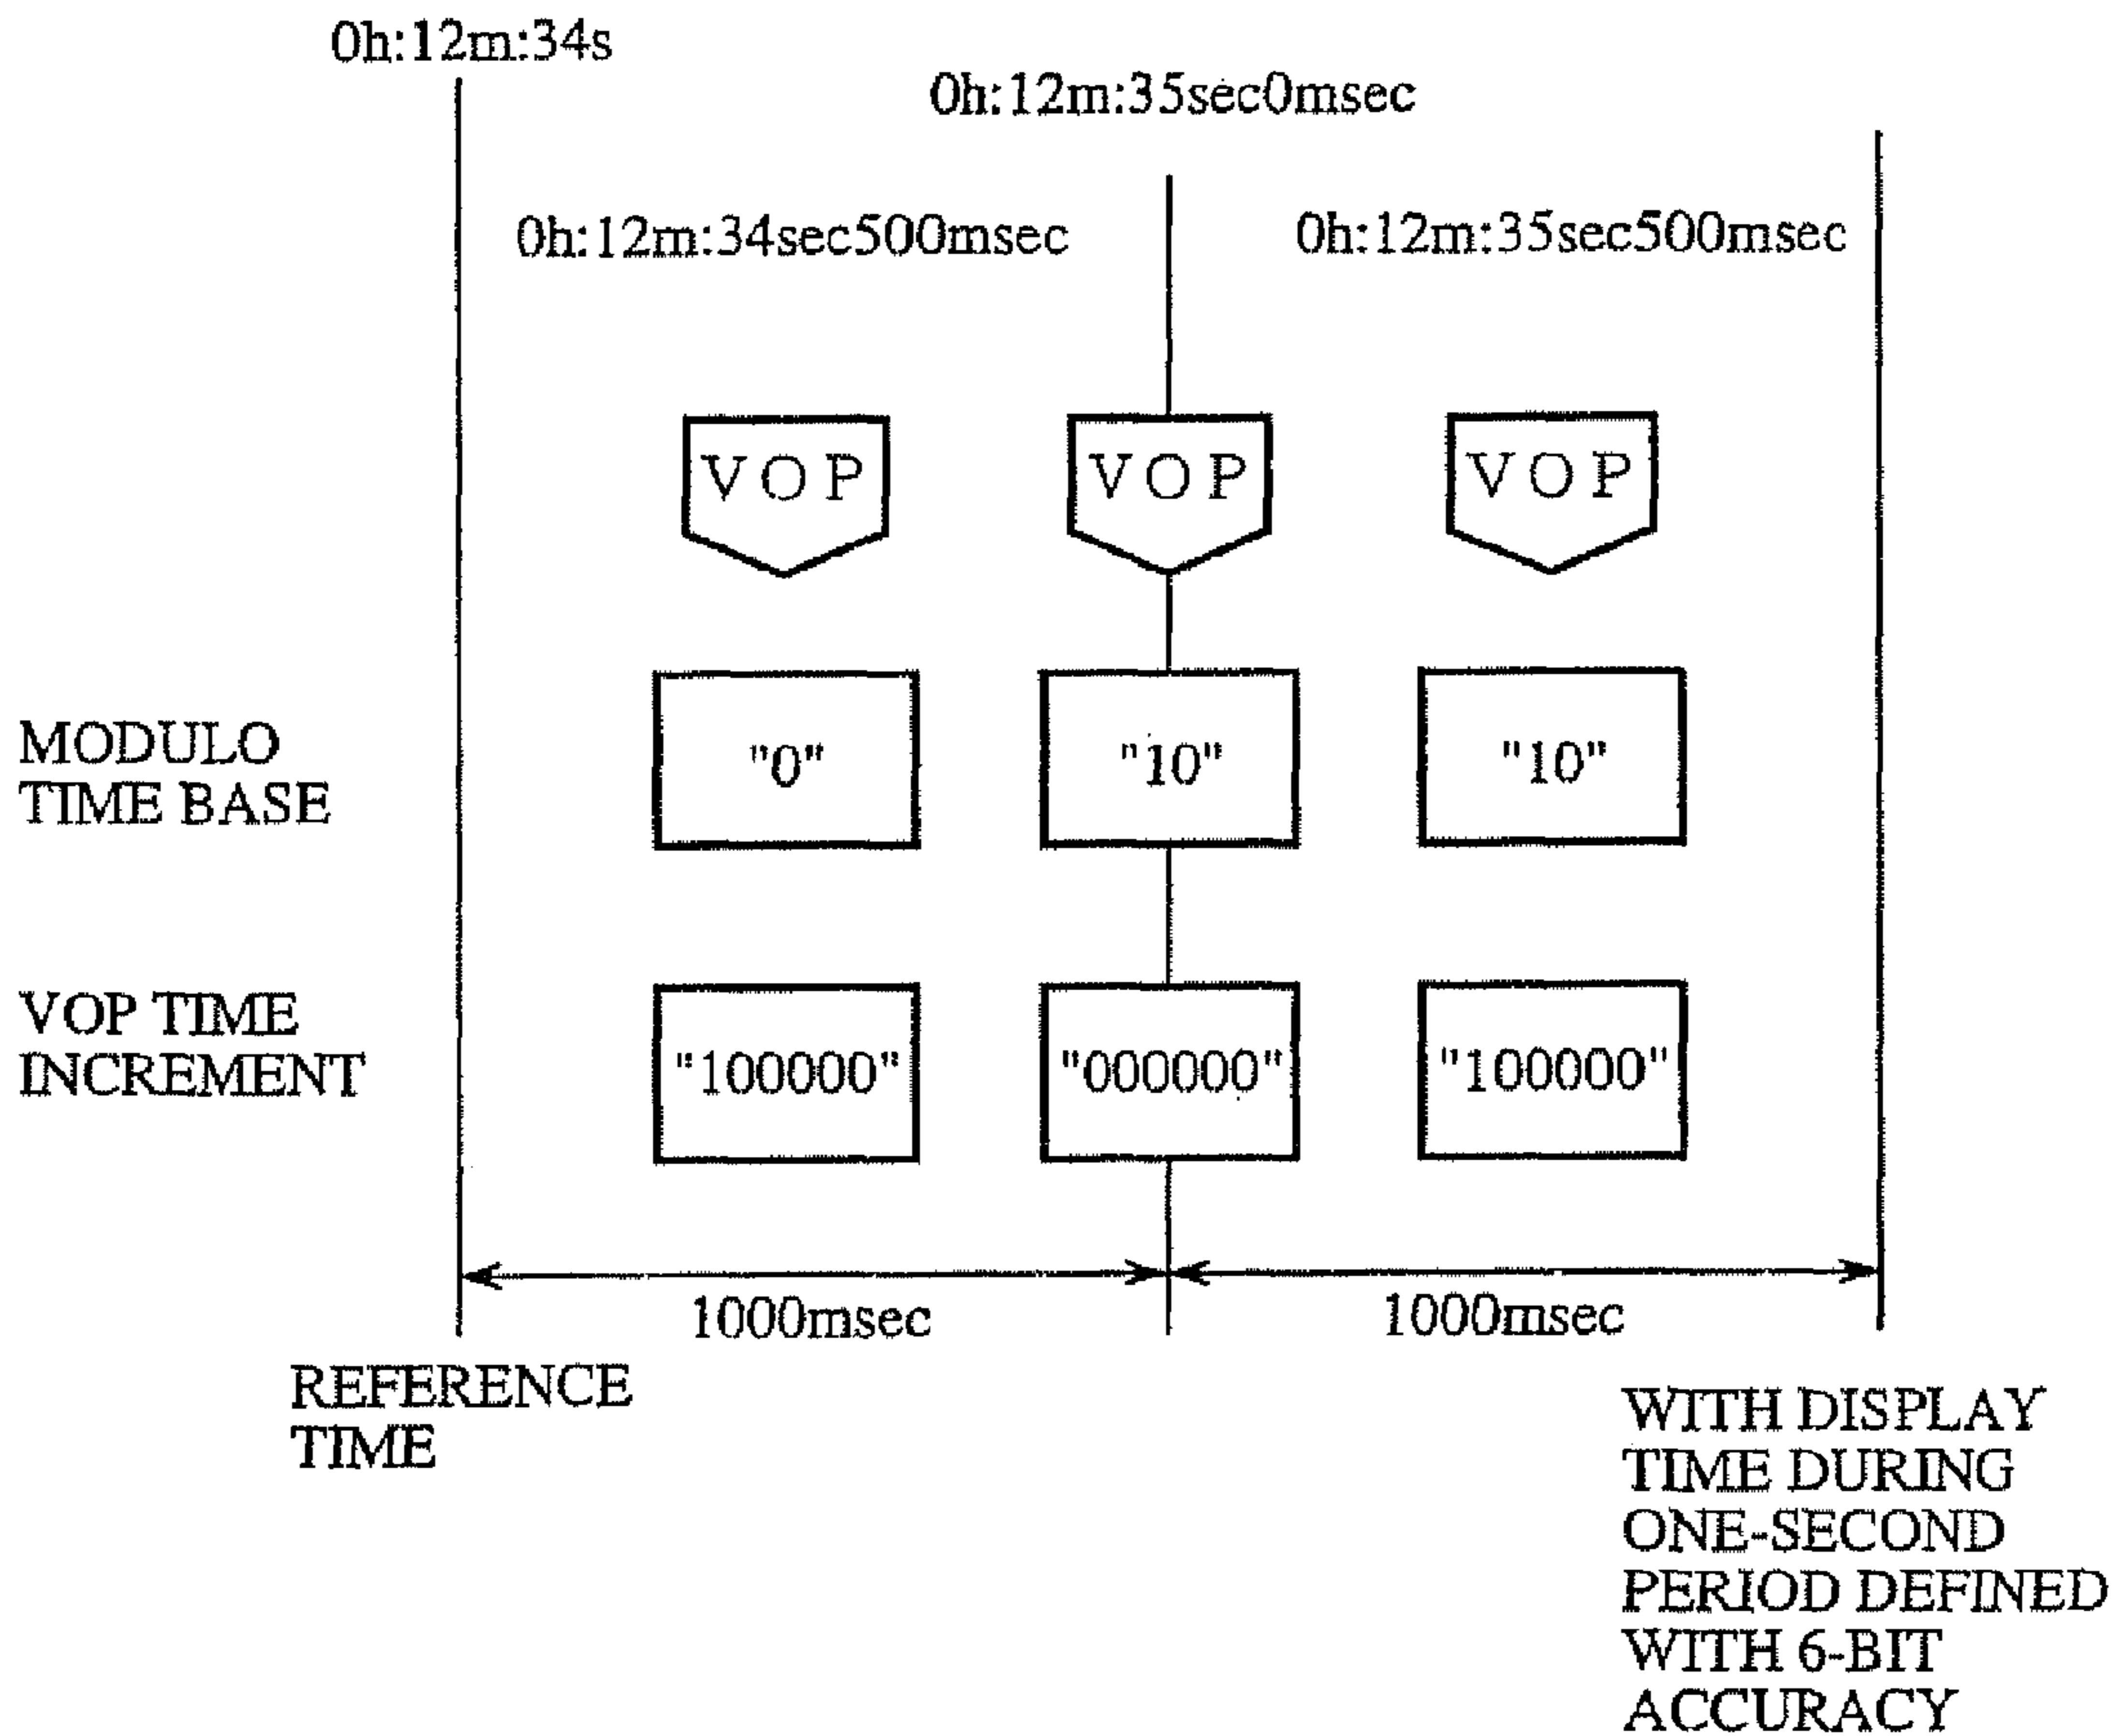 0h:12m:34s
0h:12m:35sec0msec
0h:12m:34sec500msec
0h:12m:35sec500msec
VOP
VOP
VOP
MODULO
TIME BASE
"0"
"10"
"10"
VOP TIME
INCREMENT
"100000"
"000000"
"100000"
1000msec
1000msec
REFERENCE
TIME
WITH DISPLAY
TIME DURING
ONE-SECOND
PERIOD DEFINED
WITH 6-BIT
ACCURACY